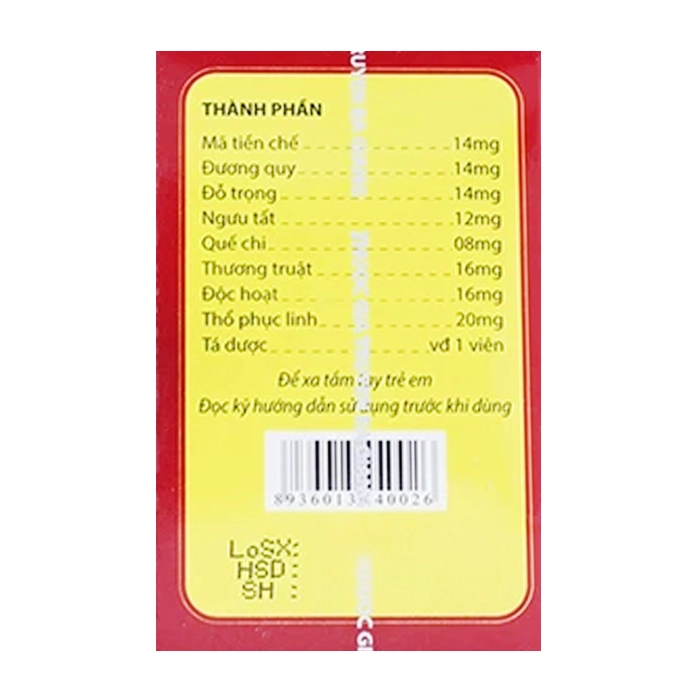 THÀNH PHẦN
Mã tiền chế 14mg
Đương quy 14mg
Đỗ trọng 14mg
Ngưu tất 12mg
Quế chi 08mg
Thương truật 16mg
Độc hoạt 16mg
Thổ phục linh 20mg
Tá dược vđ 1 viên
Để xa tầm tay trẻ em
Đọc kỹ hướng dẫn sử dụng trước khi dùng
LoSX:
HSD :
SH :